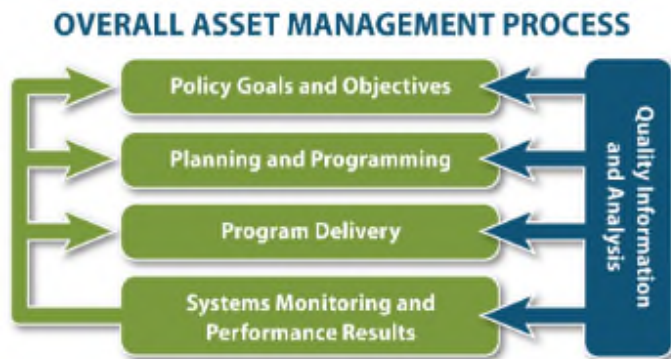 OVERALL ASSET MANAGEMENT PROCESS
Policy Goals and Objectives
Planning and Programming
Program Delivery
Systems Monitoring and
Performance Results
Quality Information
and Analysis